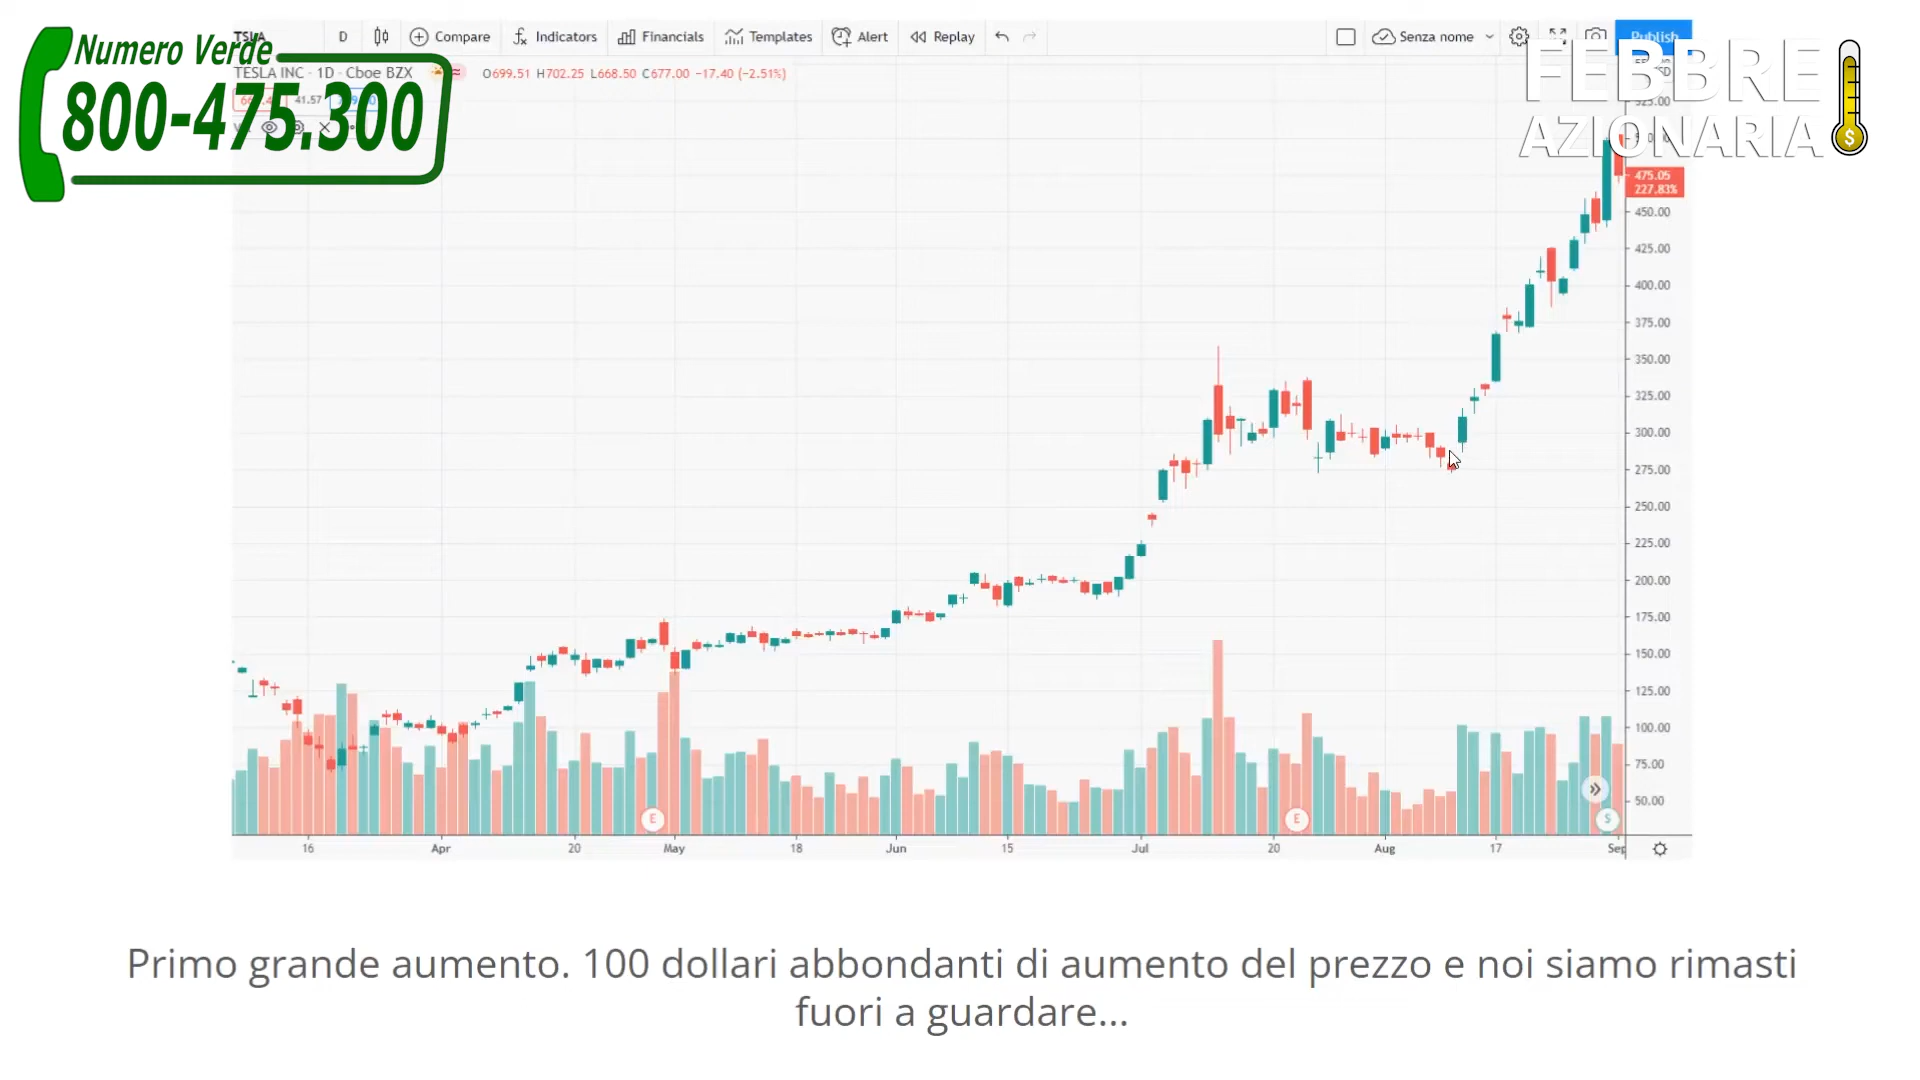 Numero Verde
800-475.300
TSLA
D
Compare
Indicators
Financials
Templates
Alert
Replay
Senza nome
Publish
TESLA INC · 1D · Cboe BZX
O699.51 H702.25 L668.50 C677.00 −17.40 (−2.51%)
41.57
FEBBRE
AZIONARIA
$
475.05
227.83%
450.00
425.00
400.00
375.00
350.00
325.00
300.00
275.00
250.00
225.00
200.00
175.00
150.00
125.00
100.00
75.00
50.00
E
E
S
16
Apr
20
May
18
Jun
15
Jul
20
Aug
17
Sep
Primo grande aumento. 100 dollari abbondanti di aumento del prezzo e noi siamo rimasti
fuori a guardare...